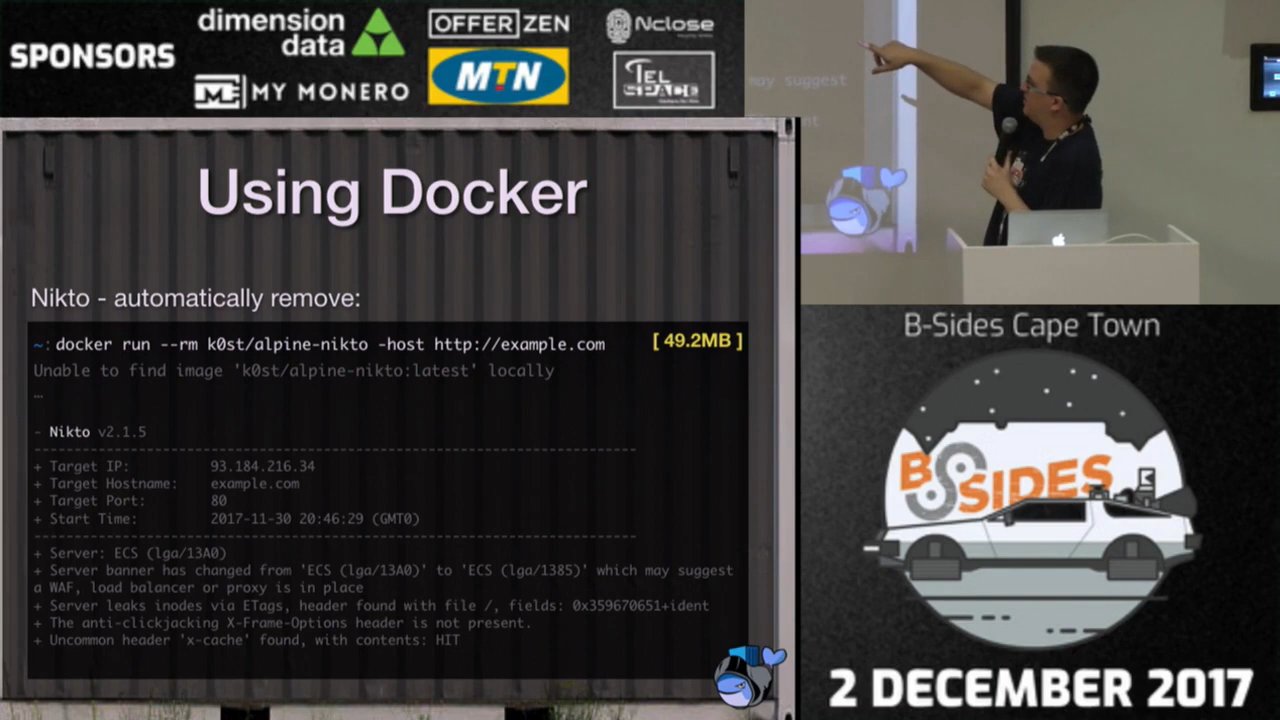 SPONSORS
dimension
data
OFFER ZEN
Nclose
MY MONERO
MTN
TEL
SPACE
may suggest
Using Docker
Nikto - automatically remove:
~: docker run --rm k0st/alpine-nikto -host http://example.com [ 49.2MB ]
Unable to find image 'k0st/alpine-nikto:latest' locally
…
- Nikto v2.1.5
---------------------------------------------------------------------------
+ Target IP: 93.184.216.34
+ Target Hostname: example.com
+ Target Port: 80
+ Start Time: 2017-11-30 20:46:29 (GMT0)
---------------------------------------------------------------------------
+ Server: ECS (lga/13A0)
+ Server banner has changed from 'ECS (lga/13A0)' to 'ECS (lga/1385)' which may suggest
a WAF, load balancer or proxy is in place
+ Server leaks inodes via ETags, header found with file /, fields: 0x359670651+ident
+ The anti-clickjacking X-Frame-Options header is not present.
+ Uncommon header 'x-cache' found, with contents: HIT
B-Sides Cape Town
BSIDES
2 DECEMBER 2017